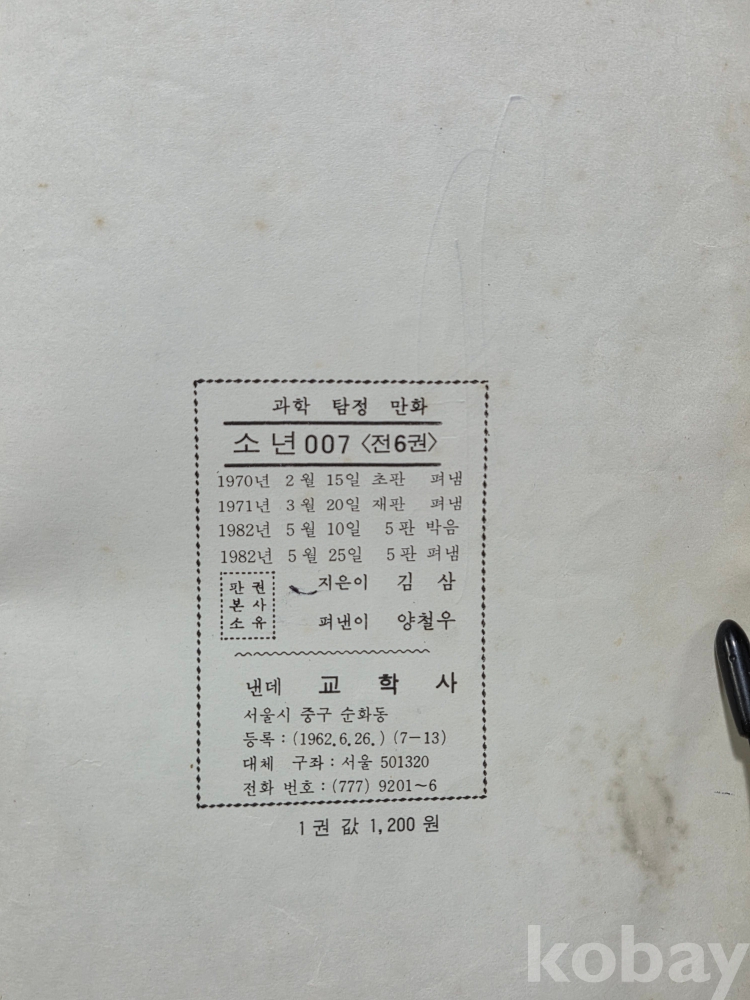 과학 탐정 만화
소년 007 〈전6권〉
1970년 2월 15일 초판 펴냄
1971년 3월 20일 재판 펴냄
1982년 5월 10일 5판 박음
1982년 5월 25일 5판 펴냄
판권
본사
소유
지은이 김 삼
펴낸이 양철우
낸데 교 학 사
서울시 중구 순화동
등록 : (1962.6.26.) (7-13)
대체 구좌 : 서울 501320
전화 번호 : (777) 9201~6
1권 값 1,200원
kobay